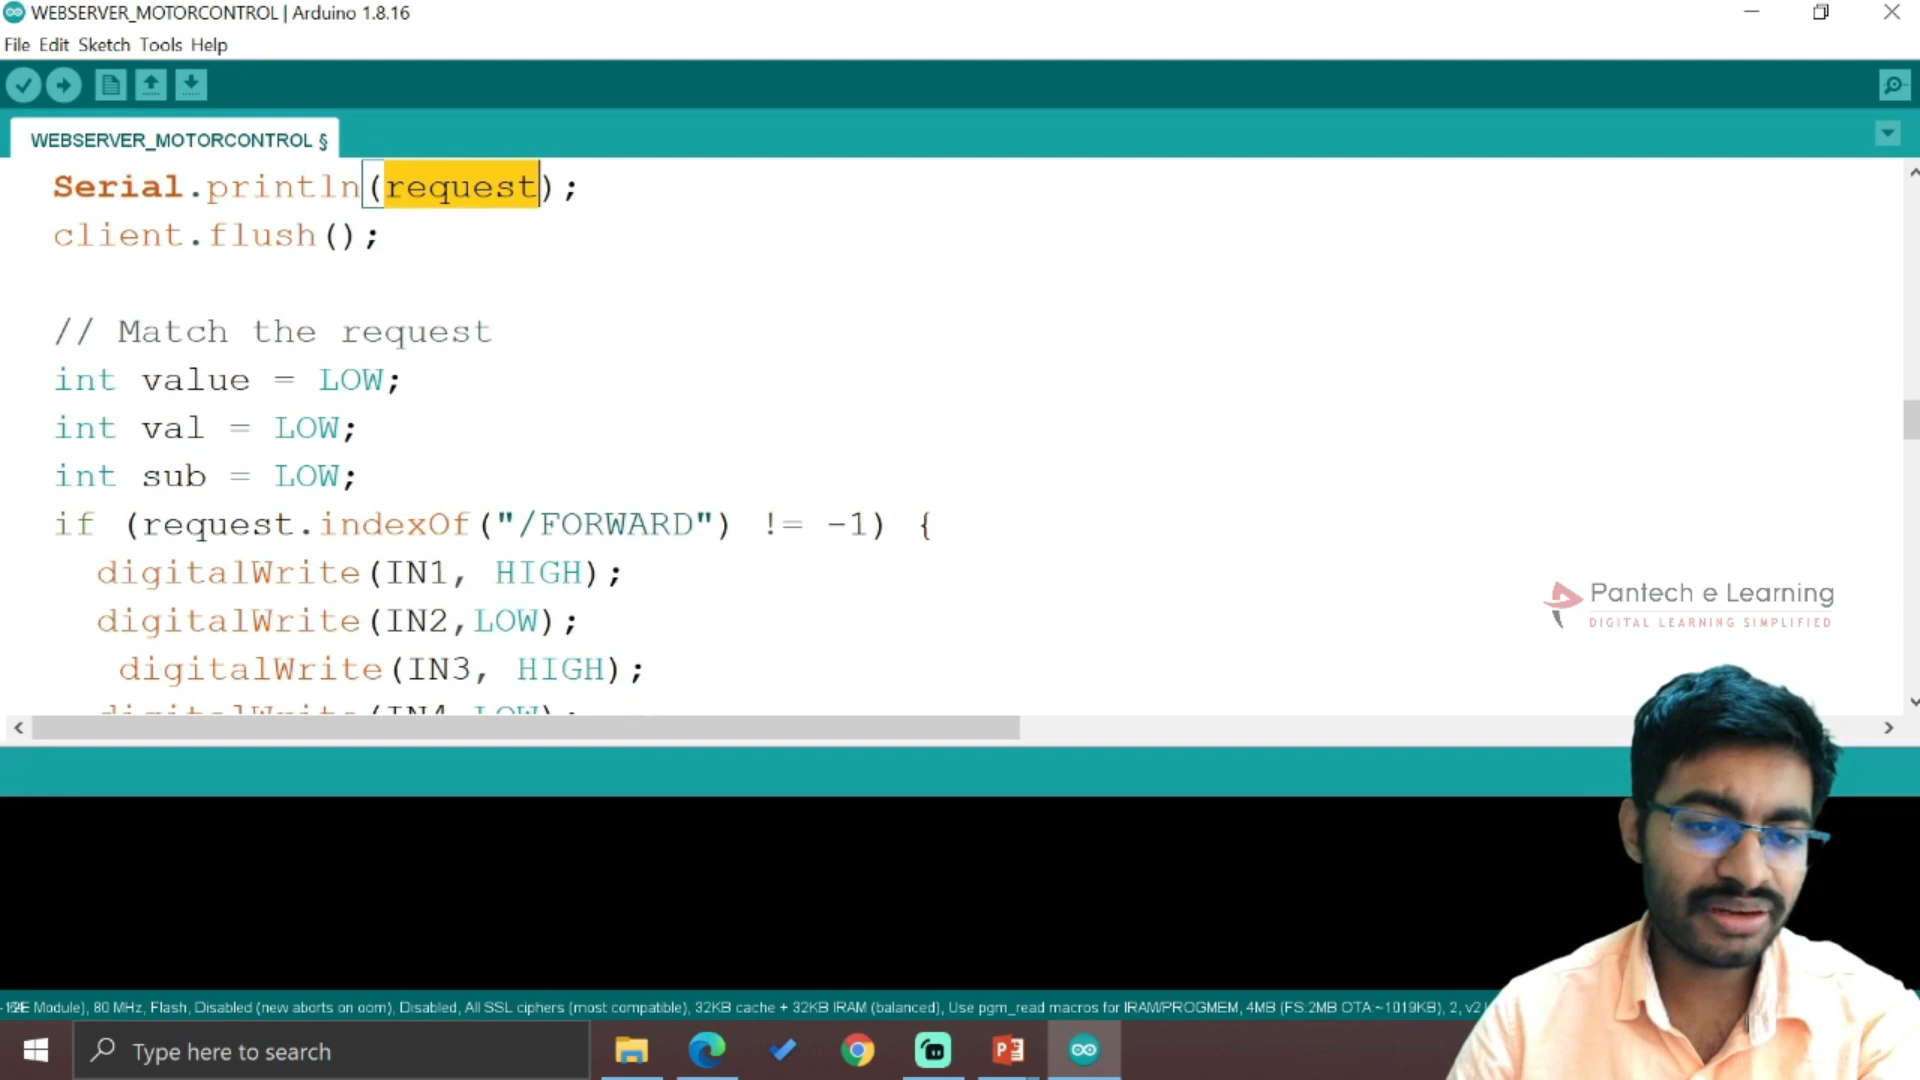 WEBSERVER_MOTORCONTROL | Arduino 1.8.16
File Edit Sketch Tools Help
WEBSERVER_MOTORCONTROL §
Serial.println(request);
client.flush();
// Match the request
int value = LOW;
int val = LOW;
int sub = LOW;
if (request.indexOf("/FORWARD") != -1) {
digitalWrite(IN1, HIGH);
digitalWrite(IN2,LOW);
digitalWrite(IN3, HIGH);
digitalWrite(IN4,LOW);
Pantech e Learning
DIGITAL LEARNING SIMPLIFIED
Module), 80 MHz, Flash, Disabled (new aborts on oom), Disabled, All SSL ciphers (most compatible), 32KB cache + 32KB IRAM (balanced), Use pgm_read macros for IRAM/PROGMEM, 4MB (FS:2MB OTA:~1019KB), 2, v2
Type here to search